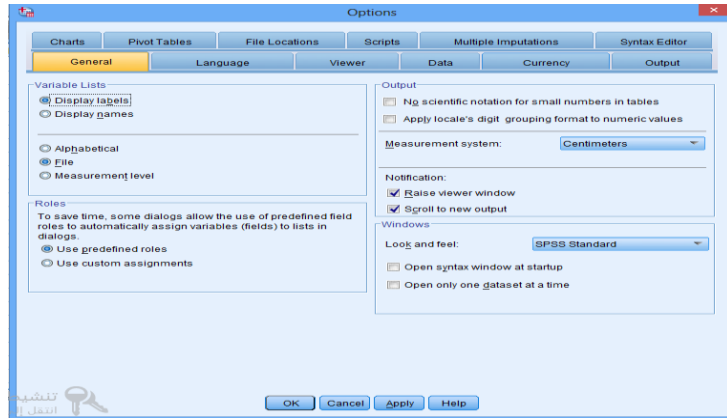 Options
Charts
Pivot Tables
File Locations
Scripts
Multiple Imputations
Syntax Editor
General
Language
Viewer
Data
Currency
Output
Variable Lists
Display labels
Display names
Alphabetical
File
Measurement level
Roles
To save time, some dialogs allow the use of predefined field
roles to automatically assign variables (fields) to lists in
dialogs.
Use predefined roles
Use custom assignments
Output
No scientific notation for small numbers in tables
Apply locale's digit grouping format to numeric values
Measurement system:
Centimeters
Notification:
Raise viewer window
Scroll to new output
Windows
Look and feel:
SPSS Standard
Open syntax window at startup
Open only one dataset at a time
OK
Cancel
Apply
Help
انتقل